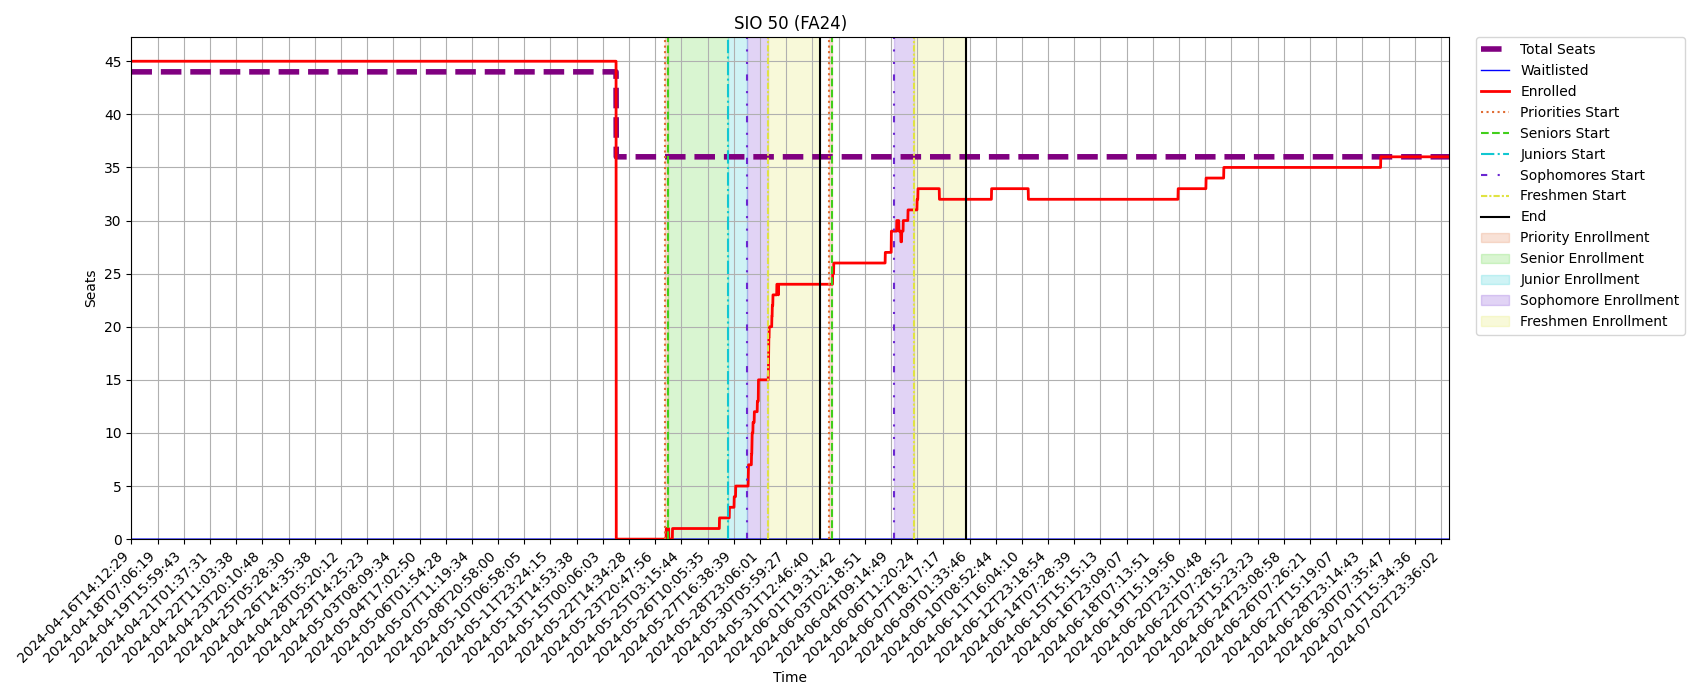 SIO 50 (FA24)
Seats
45
40
35
30
25
20
15
10
5
0
2024-04-16T14:12:29
2024-04-18T07:06:19
2024-04-19T15:59:43
2024-04-21T01:37:31
2024-04-22T11:03:38
2024-04-23T20:10:48
2024-04-25T05:28:30
2024-04-26T14:35:38
2024-04-28T05:20:12
2024-04-29T14:25:23
2024-05-03T08:09:34
2024-05-04T17:02:50
2024-05-06T01:54:28
2024-05-07T11:19:34
2024-05-08T20:58:00
2024-05-10T06:58:05
2024-05-11T23:24:15
2024-05-13T14:53:38
2024-05-15T00:06:03
2024-05-22T14:34:28
2024-05-23T20:47:56
2024-05-25T03:15:44
2024-05-26T10:05:35
2024-05-27T16:38:39
2024-05-28T23:06:01
2024-05-30T05:59:27
2024-05-31T12:46:40
2024-06-01T19:31:42
2024-06-03T02:18:51
2024-06-04T09:14:49
2024-06-06T11:20:24
2024-06-07T18:17:17
2024-06-09T01:33:46
2024-06-10T08:52:44
2024-06-11T16:04:10
2024-06-12T23:18:54
2024-06-14T07:28:39
2024-06-15T15:15:13
2024-06-16T23:09:07
2024-06-18T07:13:51
2024-06-19T15:19:56
2024-06-20T23:10:48
2024-06-22T07:28:52
2024-06-23T15:23:23
2024-06-24T23:08:58
2024-06-26T07:26:21
2024-06-27T15:19:07
2024-06-28T23:14:43
2024-06-30T07:35:47
2024-07-01T15:34:36
2024-07-02T23:36:02
Time
Total Seats
Waitlisted
Enrolled
Priorities Start
Seniors Start
Juniors Start
Sophomores Start
Freshmen Start
End
Priority Enrollment
Senior Enrollment
Junior Enrollment
Sophomore Enrollment
Freshmen Enrollment